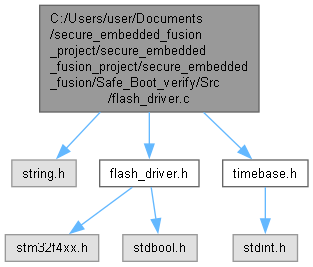 C:/Users/user/Documents
/secure_embedded_fusion
_project/secure_embedded
_fusion_project/secure_embedded
_fusion/Safe_Boot_verify/Src
/flash_driver.c
string.h
flash_driver.h
timebase.h
stm32f4xx.h
stdbool.h
stdint.h